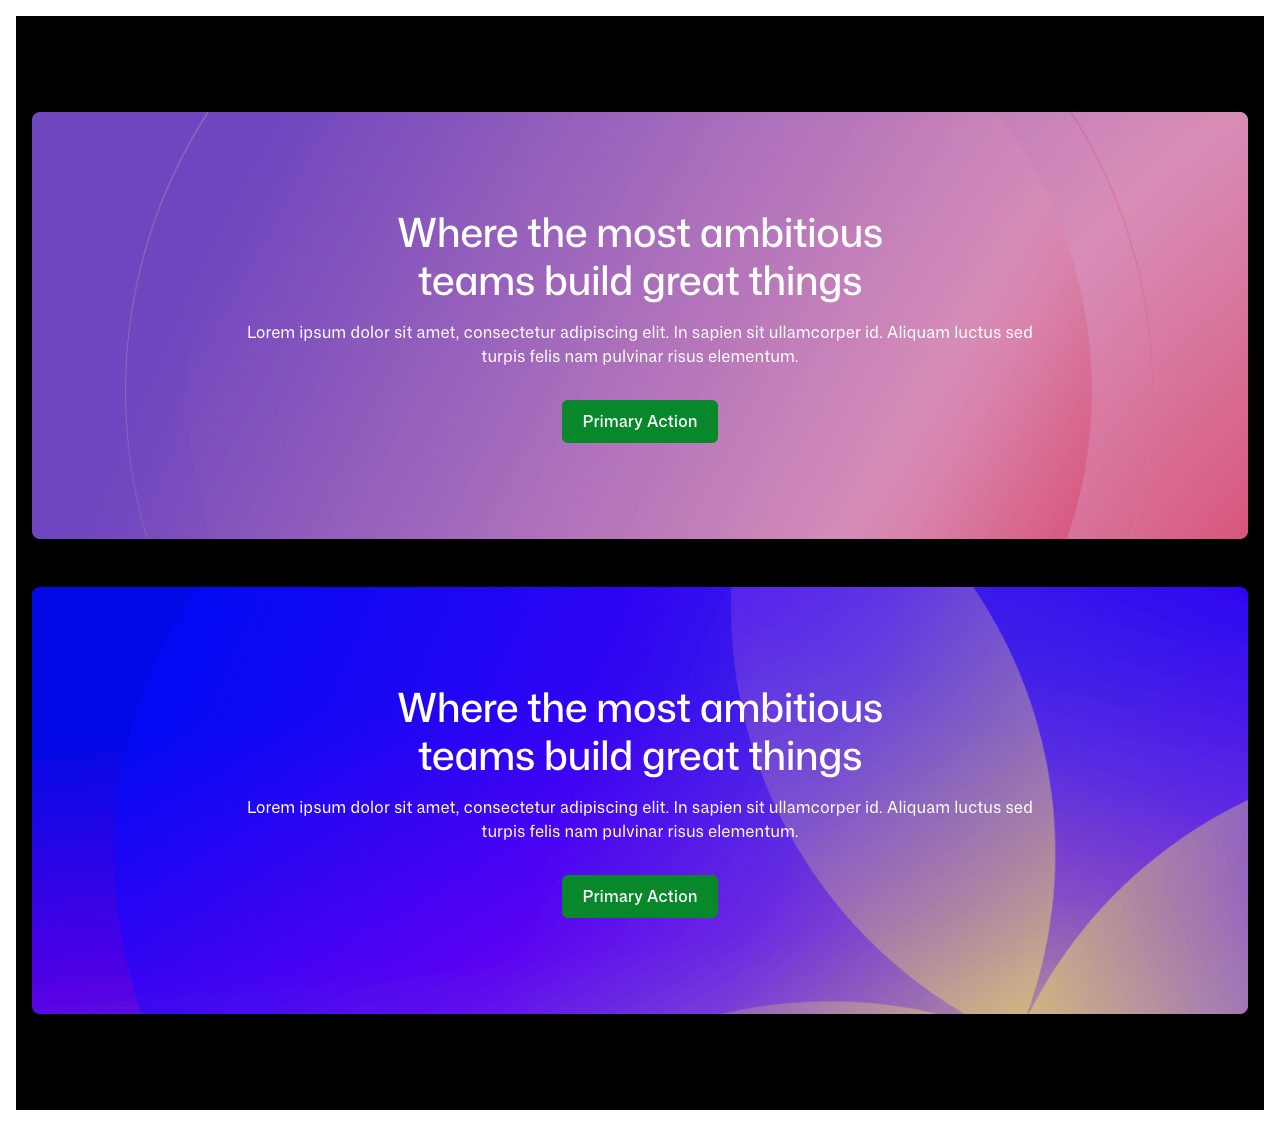 Where the most ambitious
teams build great things
Lorem ipsum dolor sit amet, consectetur adipiscing elit. In sapien sit ullamcorper id. Aliquam luctus sed
turpis felis nam pulvinar risus elementum.
Primary Action
Where the most ambitious
teams build great things
Lorem ipsum dolor sit amet, consectetur adipiscing elit. In sapien sit ullamcorper id. Aliquam luctus sed
turpis felis nam pulvinar risus elementum.
Primary Action